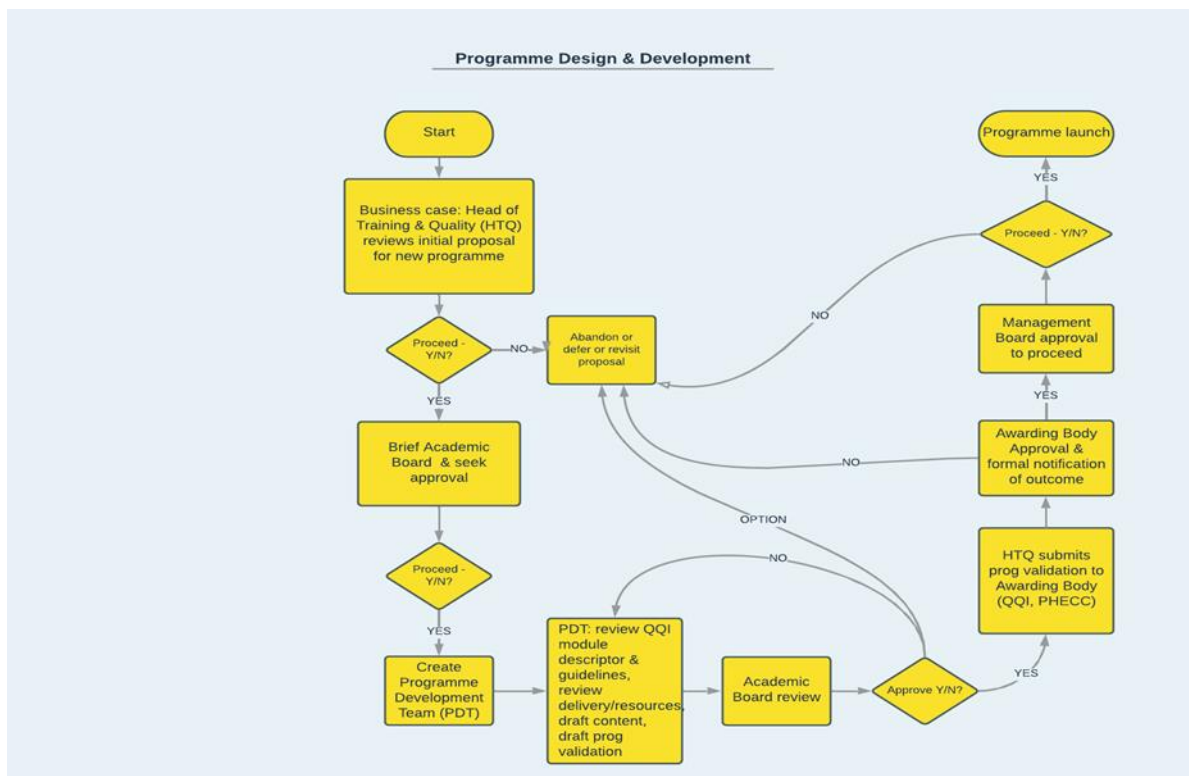 Programme Design & Development
Start
Business case: Head of
Training & Quality (HTQ)
reviews initial proposal
for new programme
Proceed -
Y/N?
NO
Abandon or
defer or revisit
proposal
YES
Brief Academic
Board & seek
approval
Proceed -
Y/N?
YES
Create
Programme
Development
Team (PDT)
PDT: review QQI
module
descriptor &
guidelines,
review
delivery/resources,
draft content,
draft prog
validation
Academic
Board review
Approve Y/N?
NO
OPTION
YES
HTQ submits
prog validation to
Awarding Body
(QQI, PHECC)
Awarding Body
Approval &
formal notification
of outcome
NO
YES
Management
Board approval
to proceed
Proceed - Y/N?
NO
YES
Programme launch